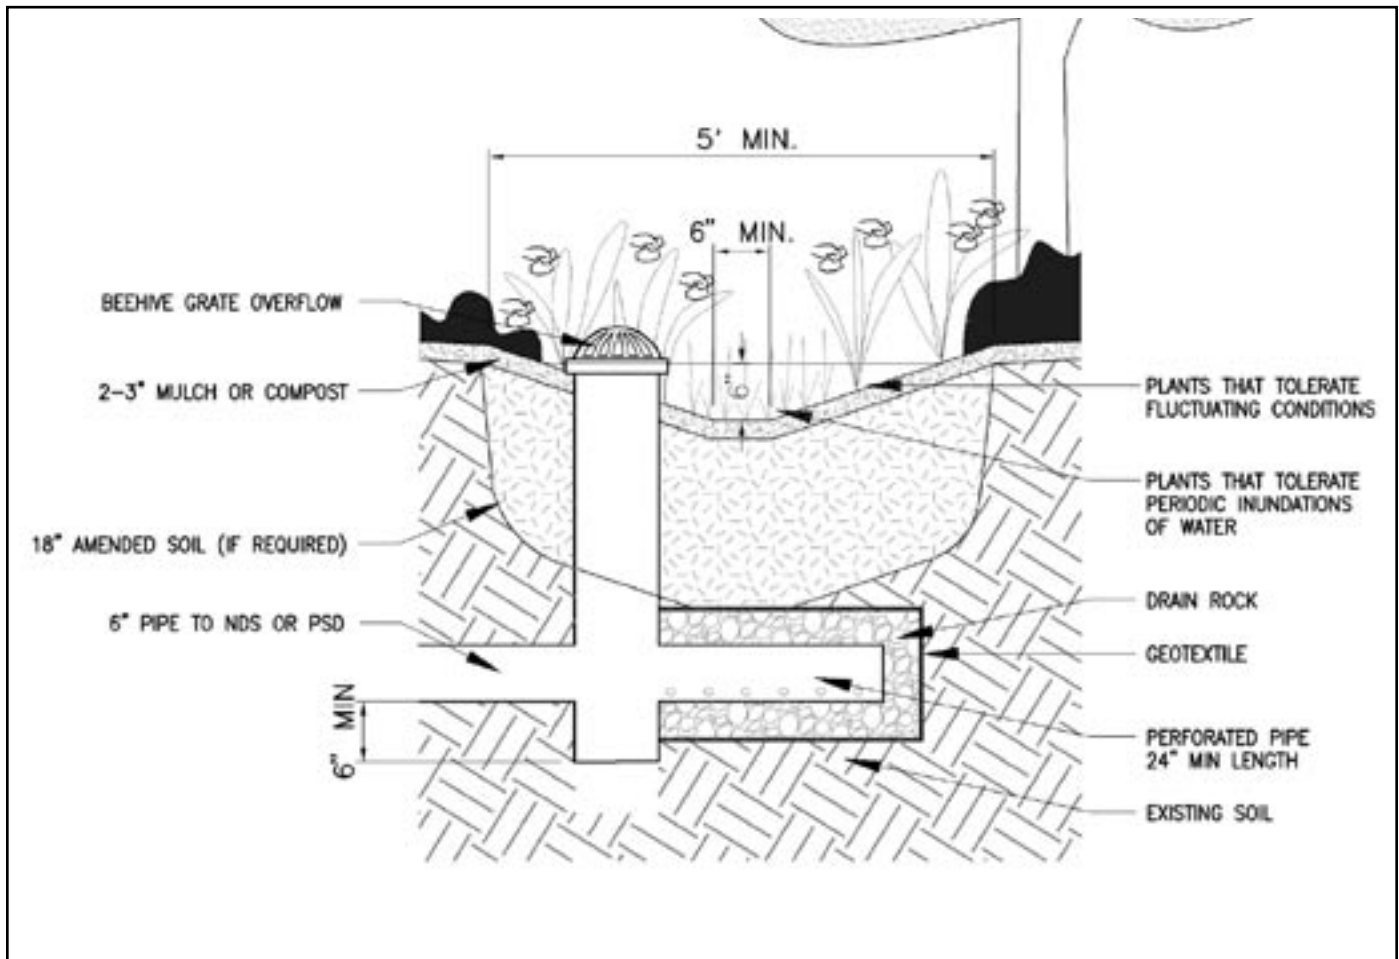 5' MIN.
6" MIN.
BEEHIVE GRATE OVERFLOW
2-3" MULCH OR COMPOST
6"
PLANTS THAT TOLERATE
FLUCTUATING CONDITIONS
PLANTS THAT TOLERATE
PERIODIC INUNDATIONS
OF WATER
18" AMENDED SOIL (IF REQUIRED)
DRAIN ROCK
6" PIPE TO NDS OR PSD
GEOTEXTILE
6" MIN
PERFORATED PIPE
24" MIN LENGTH
EXISTING SOIL